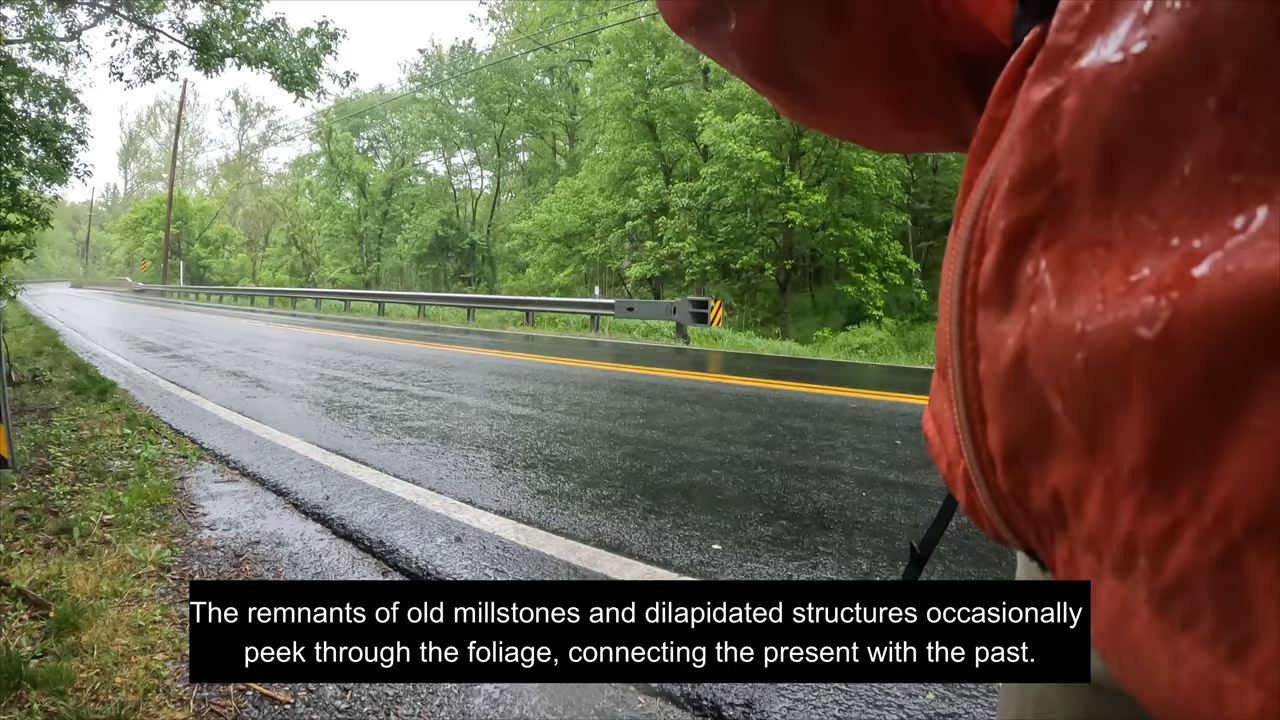 The remnants of old millstones and dilapidated structures occasionally
peek through the foliage, connecting the present with the past.